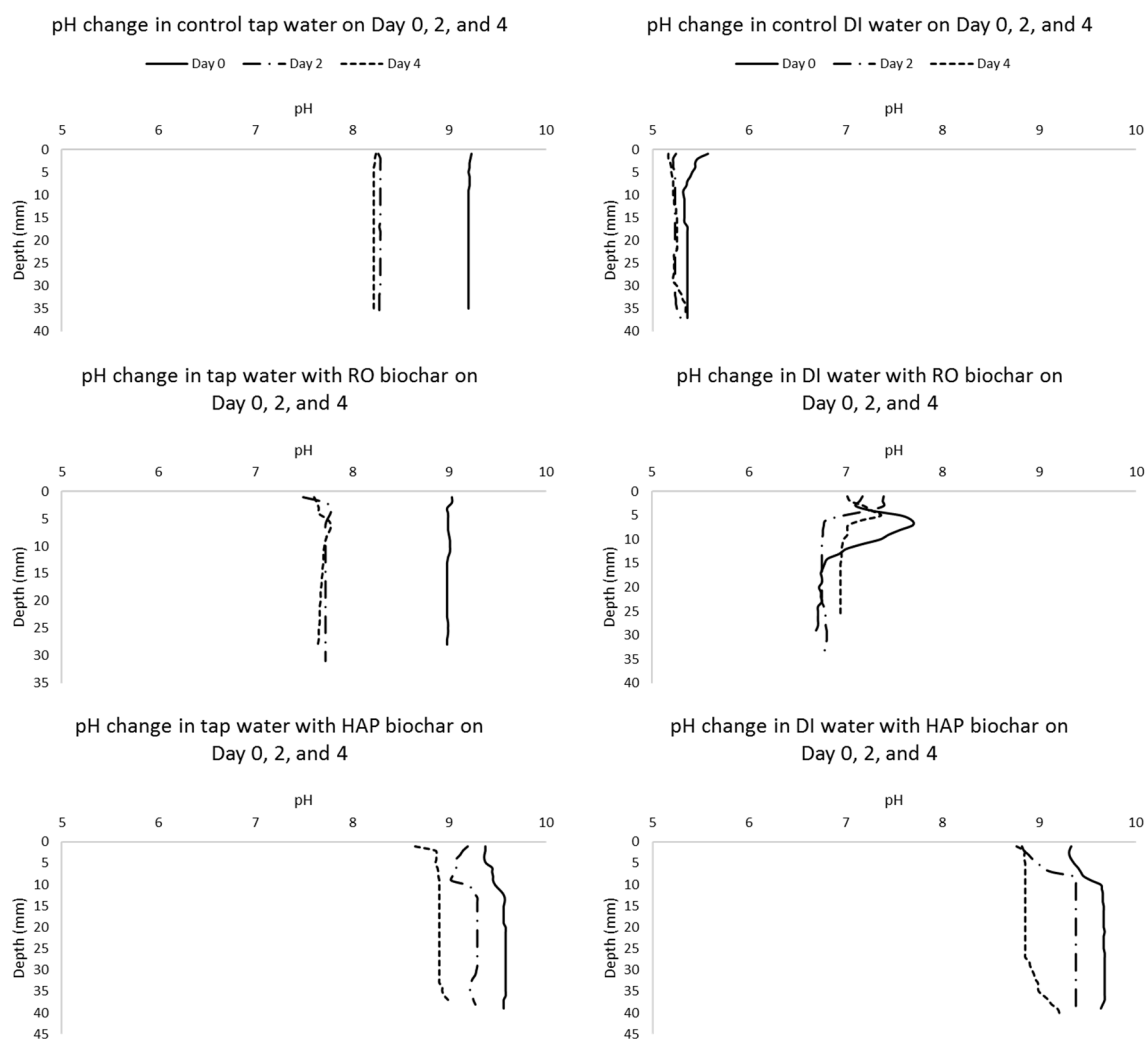 pH change in control tap water on Day 0, 2, and 4
Day 0 Day 2 Day 4
pH
5 6 7 8 9 10
0
5
10
15
20
25
30
35
40
Depth (mm)
pH change in control DI water on Day 0, 2, and 4
Day 0 Day 2 Day 4
pH
5 6 7 8 9 10
0
5
10
15
20
25
30
35
40
Depth (mm)
pH change in tap water with RO biochar on
Day 0, 2, and 4
pH
5 6 7 8 9 10
0
5
10
15
20
25
30
35
Depth (mm)
pH change in DI water with RO biochar on
Day 0, 2, and 4
pH
5 6 7 8 9 10
0
5
10
15
20
25
30
35
40
Depth (mm)
pH change in tap water with HAP biochar on
Day 0, 2, and 4
pH
5 6 7 8 9 10
0
5
10
15
20
25
30
35
40
45
Depth (mm)
pH change in DI water with HAP biochar on
Day 0, 2, and 4
pH
5 6 7 8 9 10
0
5
10
15
20
25
30
35
40
45
Depth (mm)